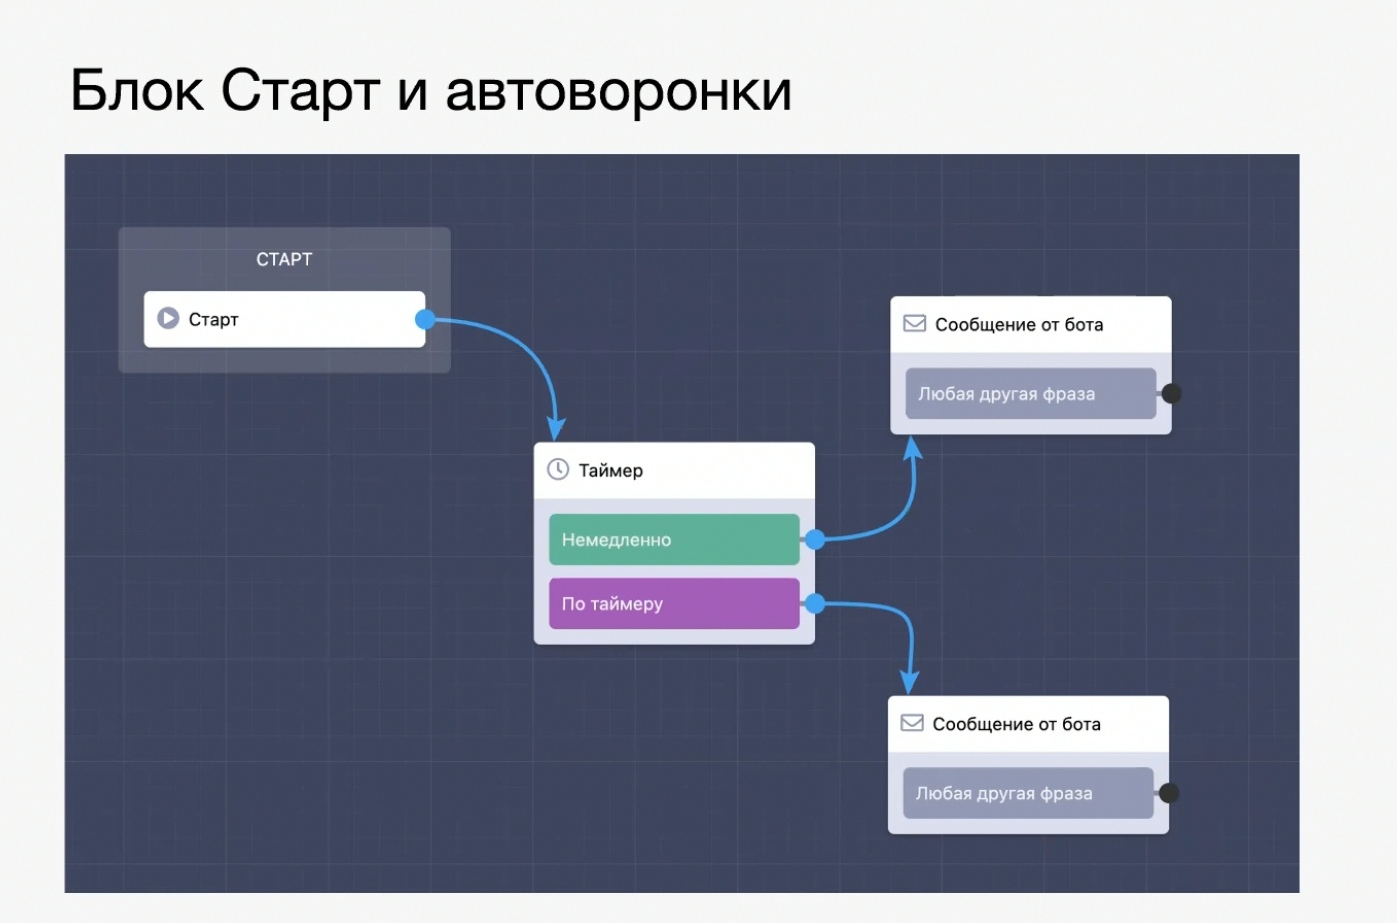 Блок Старт и автоворонки
СТАРТ
Старт
Таймер
Немедленно
По таймеру
Сообщение от бота
Любая другая фраза
Сообщение от бота
Любая другая фраза